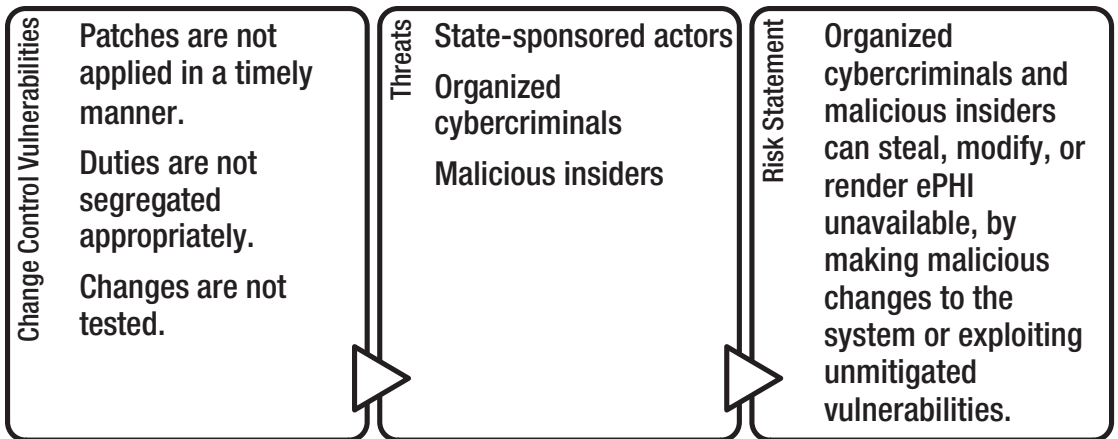 Change Control Vulnerabilities
Patches are not
applied in a timely
manner.
Duties are not
segregated
appropriately.
Changes are not
tested.
Threats
State-sponsored actors
Organized
cybercriminals
Malicious insiders
Risk Statement
Organized
cybercriminals and
malicious insiders
can steal, modify, or
render ePHI
unavailable, by
making malicious
changes to the
system or exploiting
unmitigated
vulnerabilities.